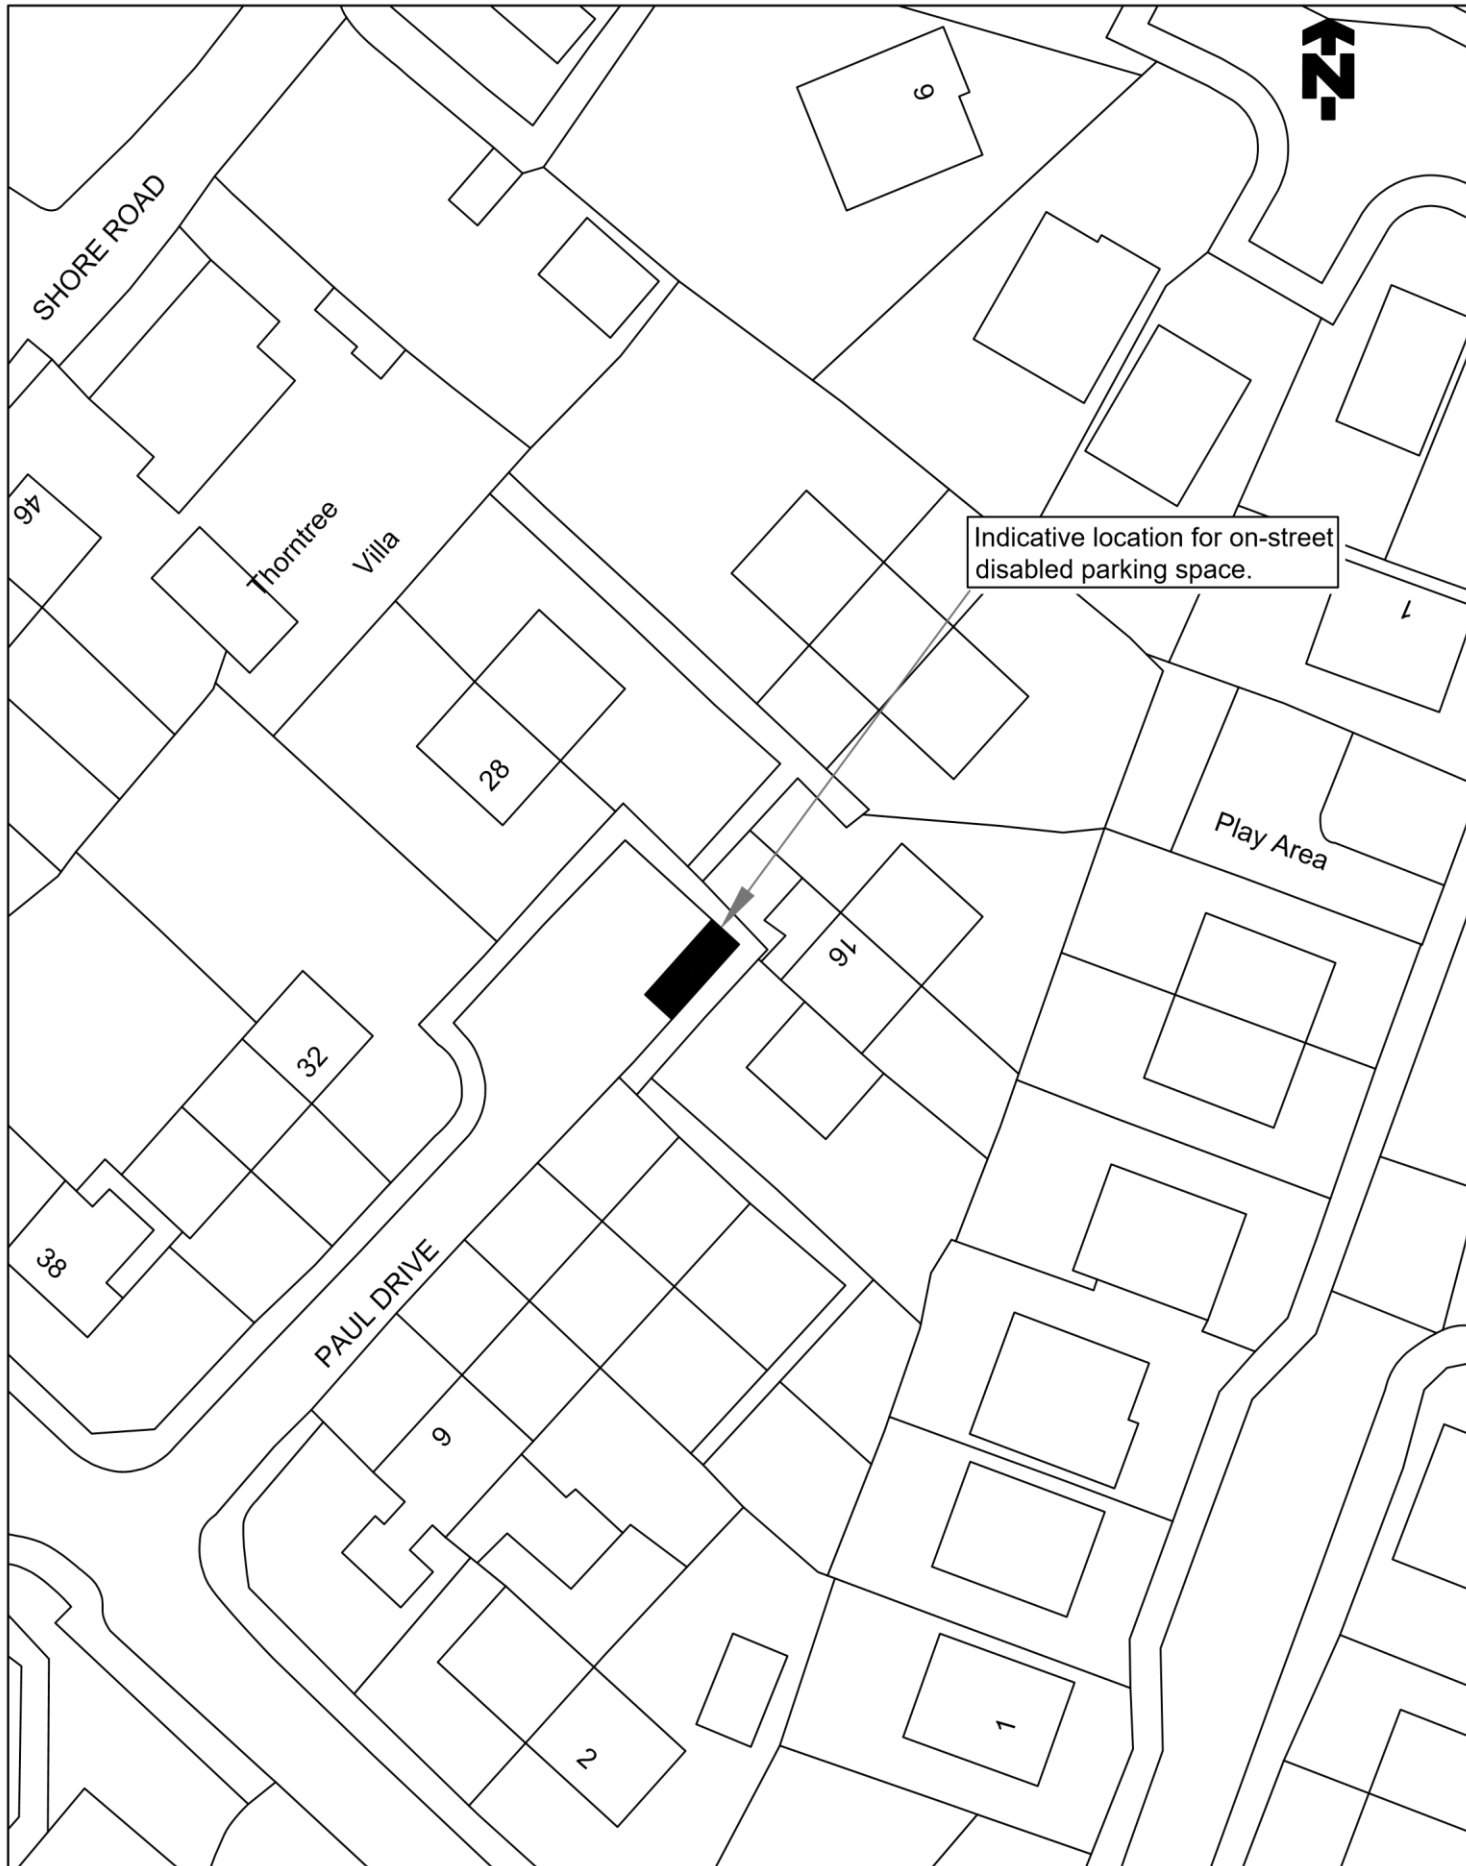 9
N
SHORE ROAD
46
Thorntree
Villa
Indicative location for on-street
disabled parking space.
1
28
Play Area
16
32
38
PAUL DRIVE
9
1
2